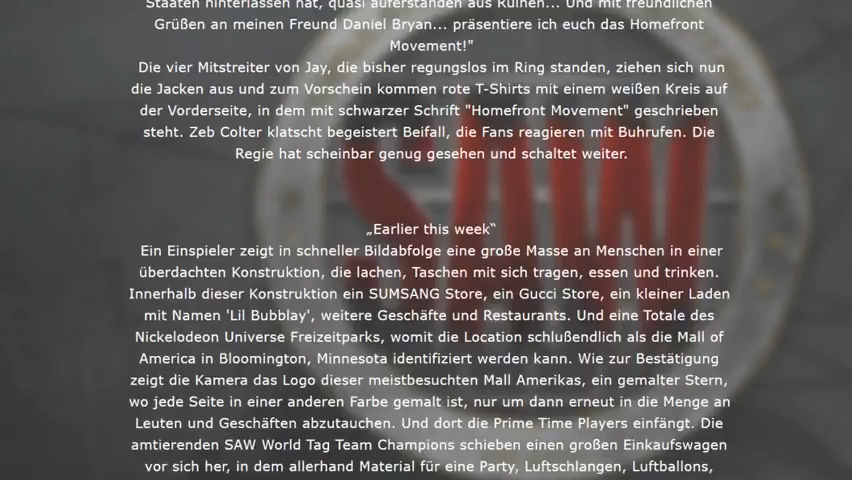 Staaten hinterlassen hat, quasi auferstanden aus Ruinen... Und mit freundlichen
Grüßen an meinen Freund Daniel Bryan... präsentiere ich euch das Homefront
Movement!"
Die vier Mitstreiter von Jay, die bisher regungslos im Ring standen, ziehen sich nun
die Jacken aus und zum Vorschein kommen rote T-Shirts mit einem weißen Kreis auf
der Vorderseite, in dem mit schwarzer Schrift "Homefront Movement" geschrieben
steht. Zeb Colter klatscht begeistert Beifall, die Fans reagieren mit Buhrufen. Die
Regie hat scheinbar genug gesehen und schaltet weiter.
„Earlier this week“
Ein Einspieler zeigt in schneller Bildabfolge eine große Masse an Menschen in einer
überdachten Konstruktion, die lachen, Taschen mit sich tragen, essen und trinken.
Innerhalb dieser Konstruktion ein SUMSANG Store, ein Gucci Store, ein kleiner Laden
mit Namen 'Lil Bubblay', weitere Geschäfte und Restaurants. Und eine Totale des
Nickelodeon Universe Freizeitparks, womit die Location schlußendlich als die Mall of
America in Bloomington, Minnesota identifiziert werden kann. Wie zur Bestätigung
zeigt die Kamera das Logo dieser meistbesuchten Mall Amerikas, ein gemalter Stern,
wo jede Seite in einer anderen Farbe gemalt ist, nur um dann erneut in die Menge an
Leuten und Geschäften abzutauchen. Und dort die Prime Time Players einfängt. Die
amtierenden SAW World Tag Team Champions schieben einen großen Einkaufswagen
vor sich her, in dem allerhand Material für eine Party, Luftschlangen, Luftballons,
SAW